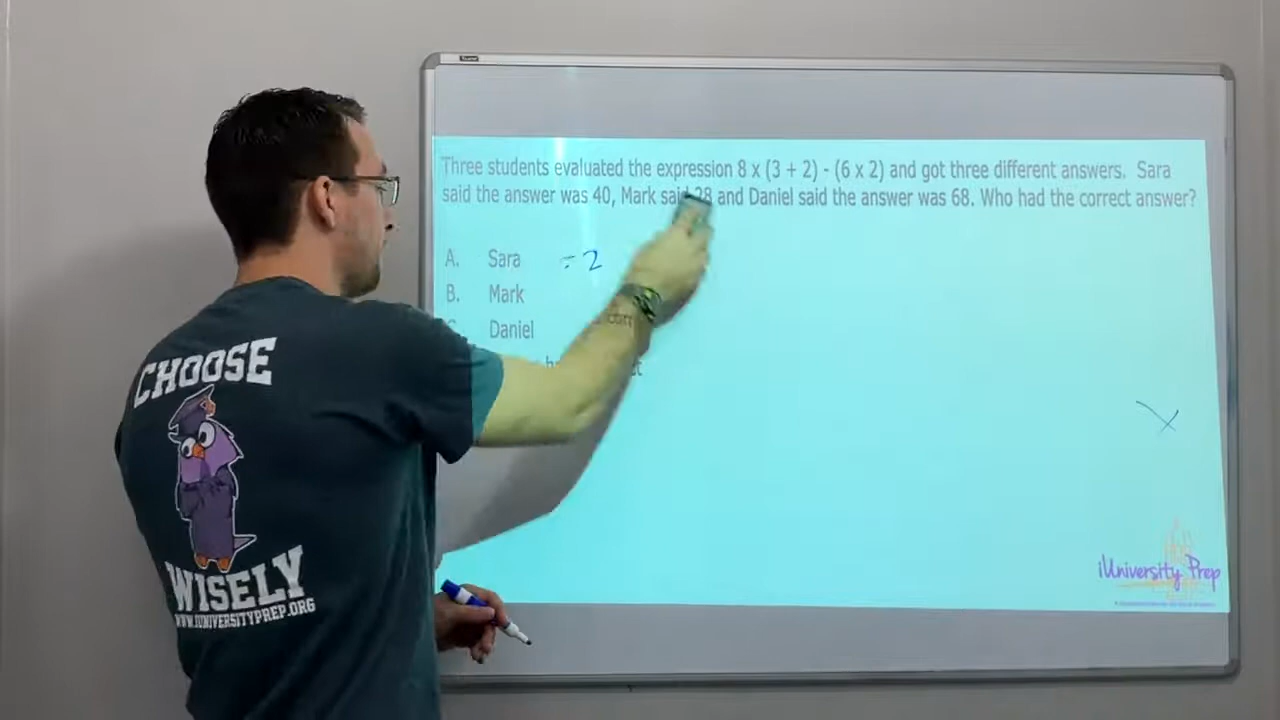 Three students evaluated the expression 8 x (3 + 2) - (6 x 2) and got three different answers. Sara
said the answer was 40, Mark said 28 and Daniel said the answer was 68. Who had the correct answer?
A. Sara
= 2
B. Mark
Daniel
CHOOSE
WISELY
WWW.IUNIVERSITYPREP.ORG
iUniversity Prep